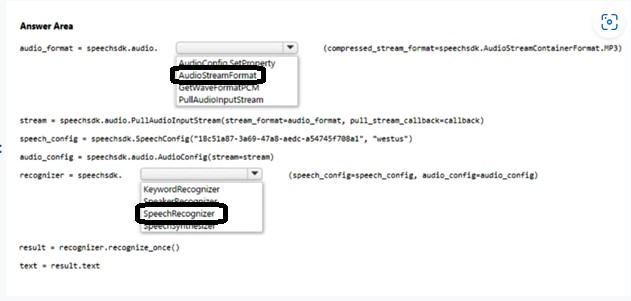 Answer Area
audio_format = speechsdk.audio. (compressed_stream_format=speechsdk.AudioStreamContainerFormat.MP3)
AudioConfig.SetProperty
AudioStreamFormat
GetWaveFormatPCM
PullAudioInputStream
stream = speechsdk.audio.PullAudioInputStream(stream_format=audio_format, pull_stream_callback=callback)
speech_config = speechsdk.SpeechConfig("18c51a87-3a69-47a8-aedc-a54745f708a1", "westus")
audio_config = speechsdk.audio.AudioConfig(stream=stream)
recognizer = speechsdk. (speech_config=speech_config, audio_config=audio_config)
KeywordRecognizer
SpeakerRecognizer
SpeechRecognizer
SpeechSynthesizer
result = recognizer.recognize_once()
text = result.text